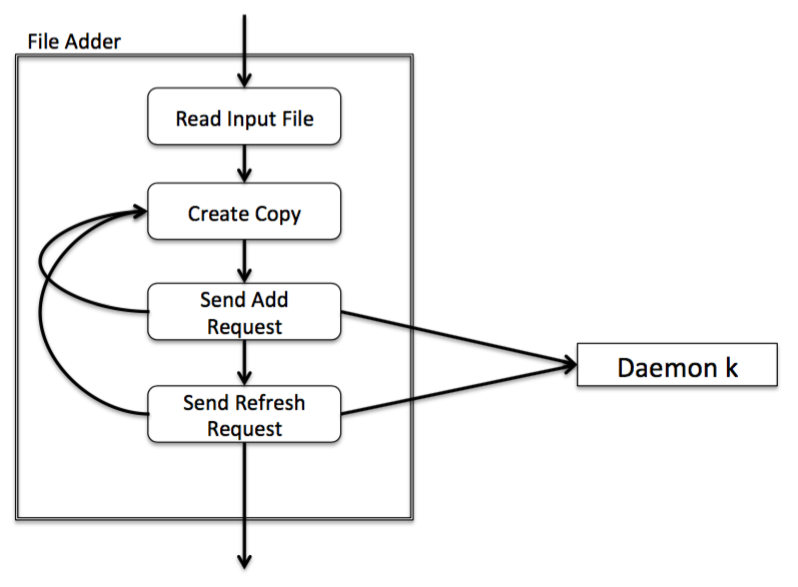 File Adder
Read Input File
Create Copy
Send Add
Request
Daemon k
Send Refresh
Request